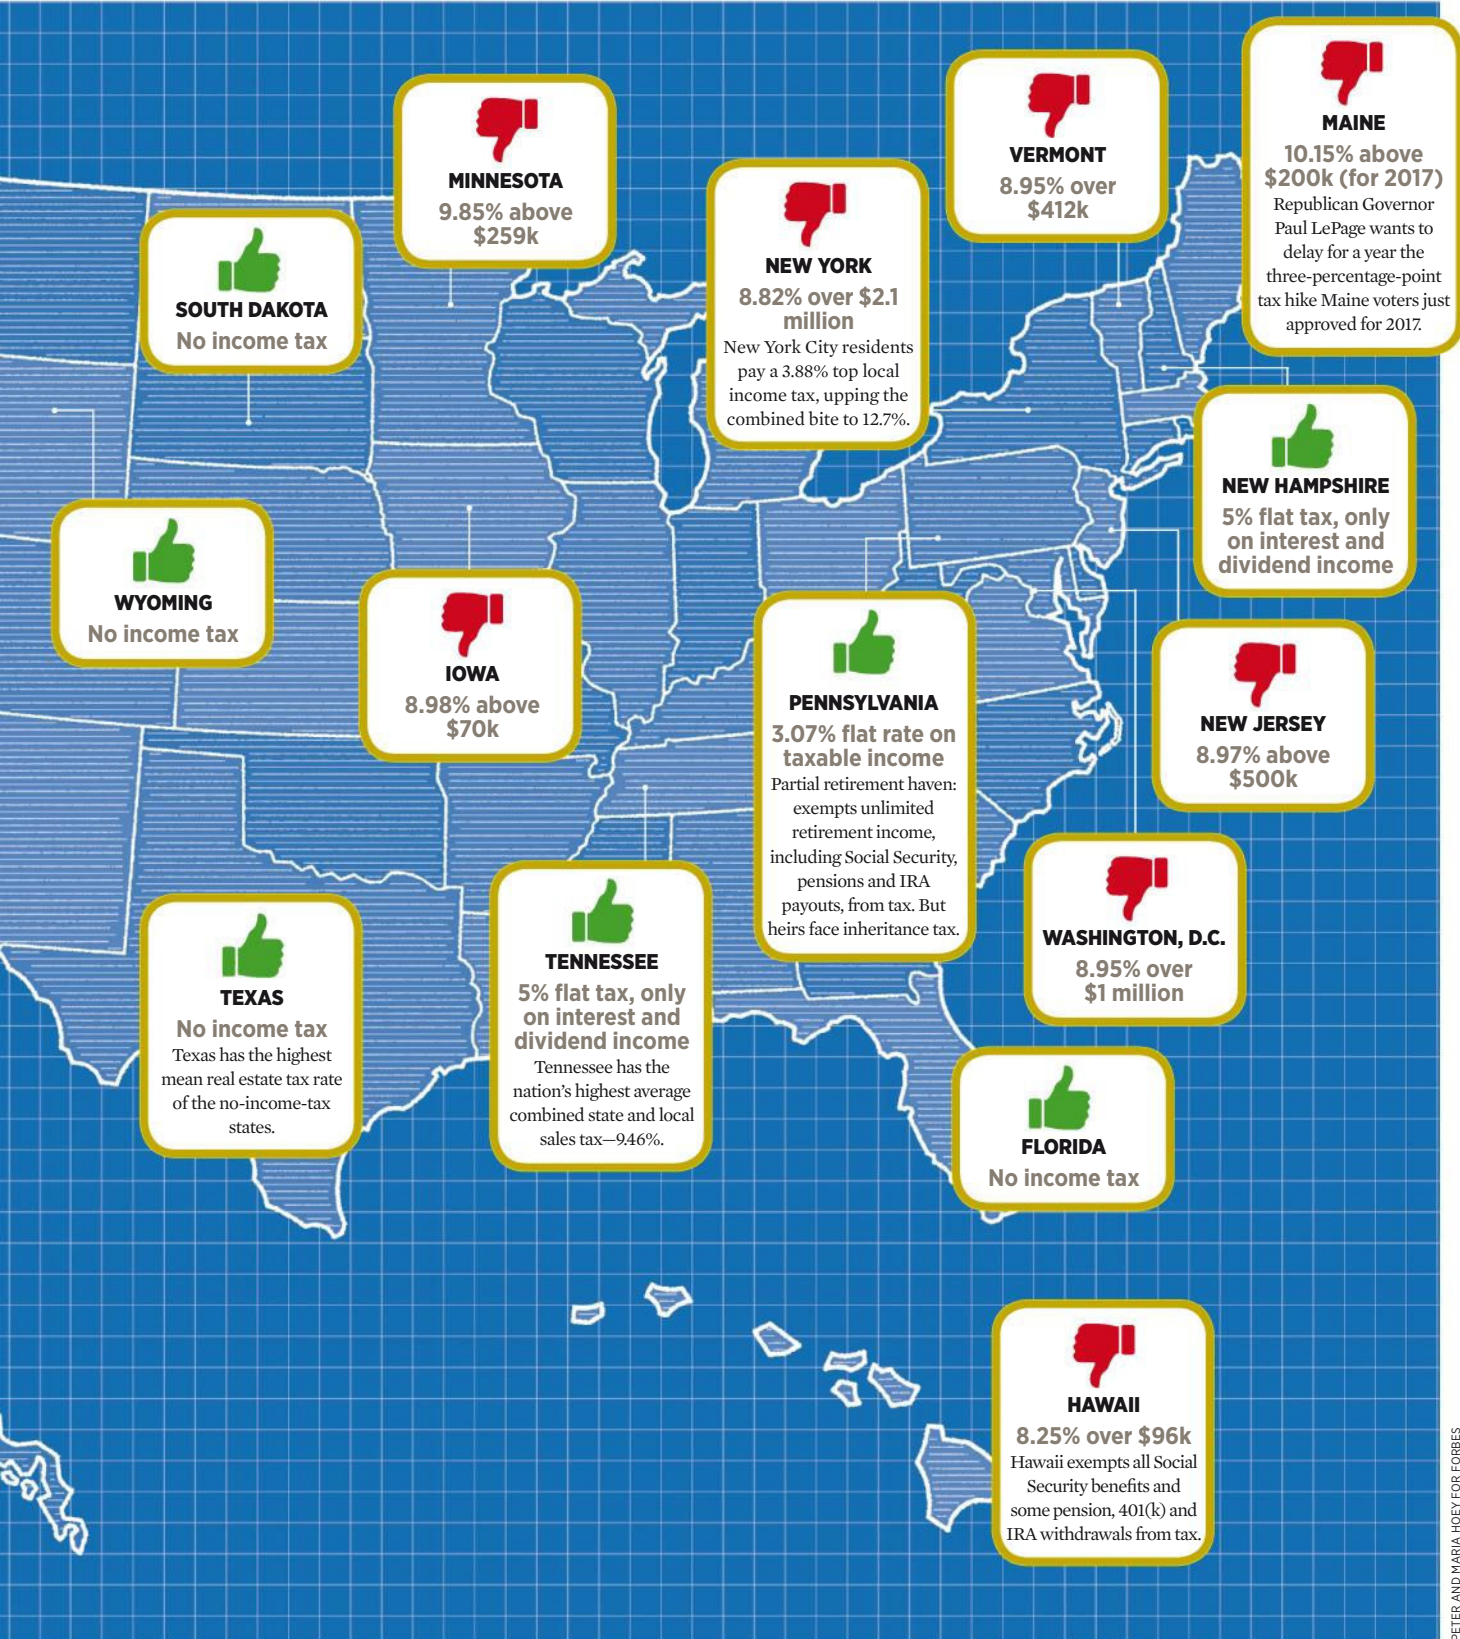 MAINE
10.15% above
$200k (for 2017)
Republican Governor
Paul LePage wants to
delay for a year the
three-percentage-point
tax hike Maine voters just
approved for 2017.
VERMONT
8.95% over
$412k
MINNESOTA
9.85% above
$259k
NEW YORK
8.82% over $2.1
million
New York City residents
pay a 3.88% top local
income tax, upping the
combined bite to 12.7%.
SOUTH DAKOTA
No income tax
NEW HAMPSHIRE
5% flat tax, only
on interest and
dividend income
WYOMING
No income tax
IOWA
8.98% above
$70k
PENNSYLVANIA
3.07% flat rate on
taxable income
Partial retirement haven:
exempts unlimited
retirement income,
including Social Security,
pensions and IRA
payouts, from tax. But
heirs face inheritance tax.
NEW JERSEY
8.97% above
$500k
WASHINGTON, D.C.
8.95% over
$1 million
TEXAS
No income tax
Texas has the highest
mean real estate tax rate
of the no-income-tax
states.
TENNESSEE
5% flat tax, only
on interest and
dividend income
Tennessee has the
nation’s highest average
combined state and local
sales tax—9.46%.
FLORIDA
No income tax
HAWAII
8.25% over $96k
Hawaii exempts all Social
Security benefits and
some pension, 401(k) and
IRA withdrawals from tax.
PETER AND MARIA HOEY FOR FORBES